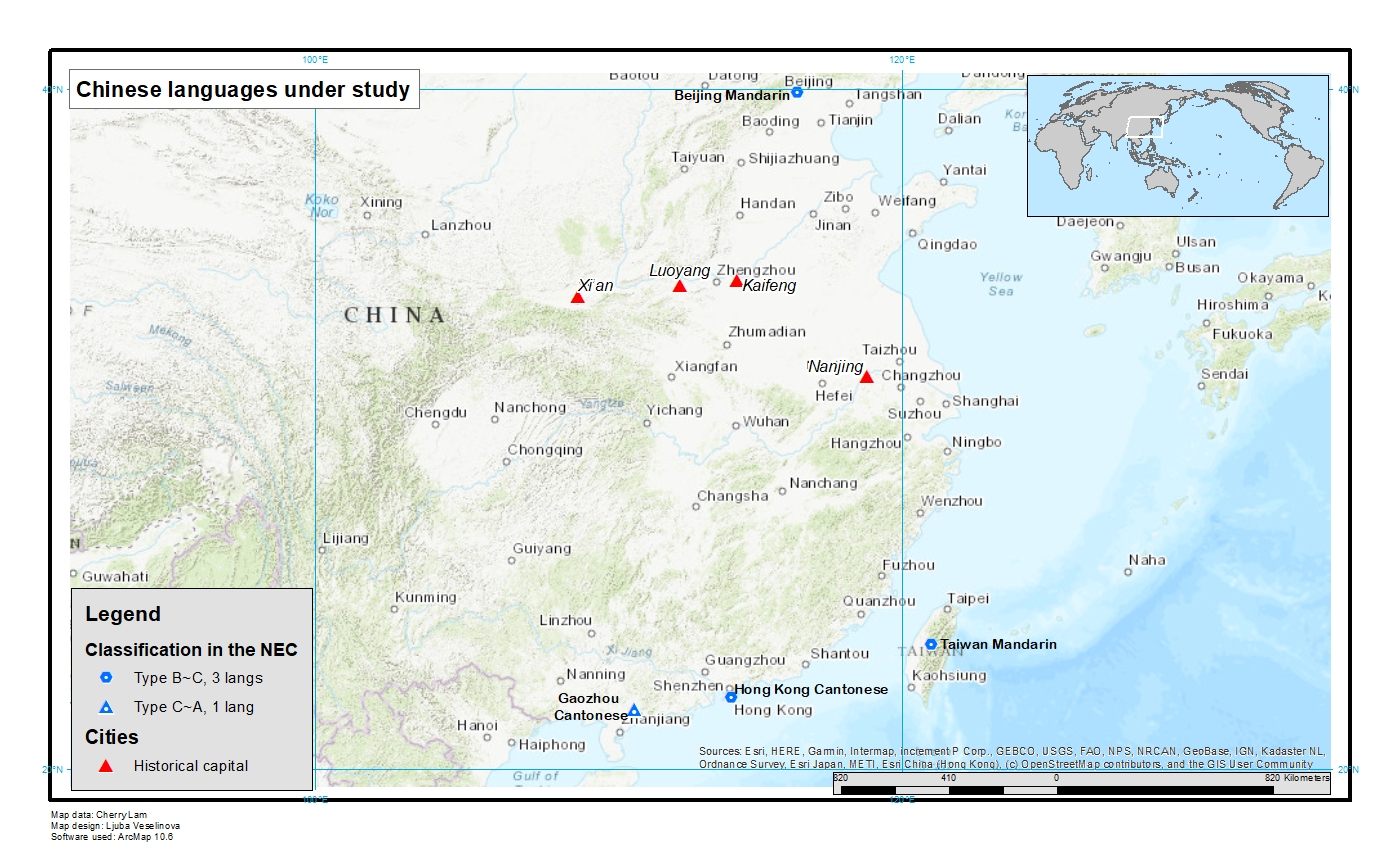 100°E
120°E
40°N
40°N
Chinese languages under study
Baotou
Datong
Beijing
Dandong
Beijing Mandarin
Tangshan
Baoding
Tianjin
Dalian
Kor
Ba
Taiyuan
Shijiazhuang
Yantai
Koko
Nor
Xining
Handan
Zibo
Weifang
Lanzhou
Jinan
Qingdao
Daejeon
Ulsan
Gwangju
Busan
Okayama
Luoyang
Zhengzhou
Xi'an
Kaifeng
Yellow
Sea
K
Hiroshima
F
CHINA
Mekong
Zhumadian
Fukuoka
Taizhou
Xiangfan
Nanjing
Changzhou
Sendai
Salween
Hefei
Chengdu
Nanchong
Yangtze
Yichang
Suzhou
Shanghai
Wuhan
Hangzhou
Ningbo
Chongqing
Nanchang
Changsha
Wenzhou
N
Lijiang
Guiyang
Fuzhou
Naha
Guwahati
Kunming
Quanzhou
Taipei
Linzhou
Xi Jiang
Taiwan Mandarin
TAIWAN
Guangzhou
Shantou
Nanning
Kaohsiung
Shenzhen
Hong Kong Cantonese
Gaozhou
Cantonese
Zhanjiang
Hong Kong
Hanoi
Haiphong
Gulf of
Legend
Classification in the NEC
Type B~C, 3 langs
Type C~A, 1 lang
Cities
Historical capital
Sources: Esri, HERE, Garmin, Intermap, increment P Corp., GEBCO, USGS, FAO, NPS, NRCAN, GeoBase, IGN, Kadaster NL,
Ordnance Survey, Esri Japan, METI, Esri China (Hong Kong), (c) OpenStreetMap contributors, and the GIS User Community
20°N
20°N
820 410 0 820 Kilometers
100°E
120°E
Map data: Cherry Lam
Map design: Ljuba Veselinova
Software used: ArcMap 10.6